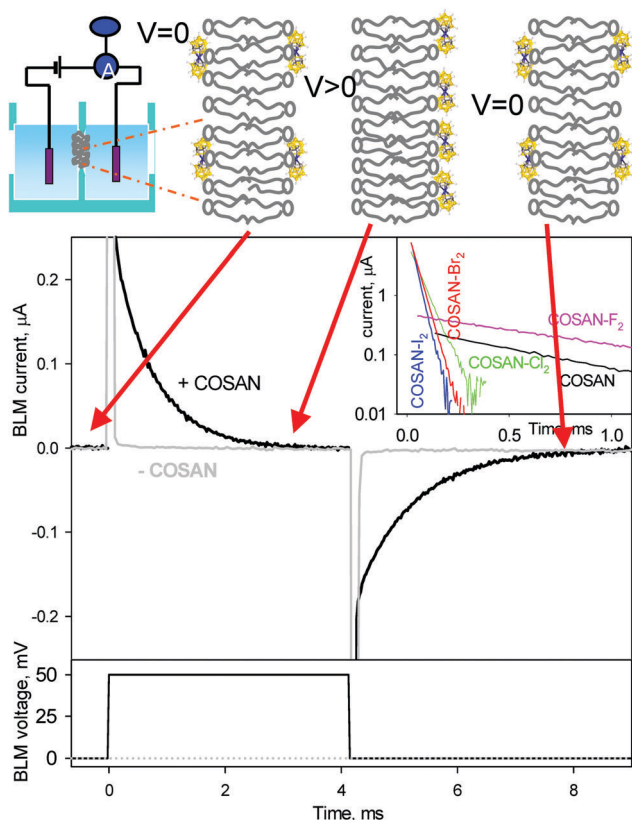 V=0
A
V>0
V=0
BLM current, µA
0.2
0.1
0.0
-0.1
-0.2
+ COSAN
- COSAN
current, µA
1
0.1
0.01
COSAN-I₂
COSAN-Br₂
COSAN-Cl₂
COSAN-F₂
COSAN
0.0
0.5
1.0
Time, ms
BLM voltage, mV
50
25
0
0
2
4
6
8
Time, ms